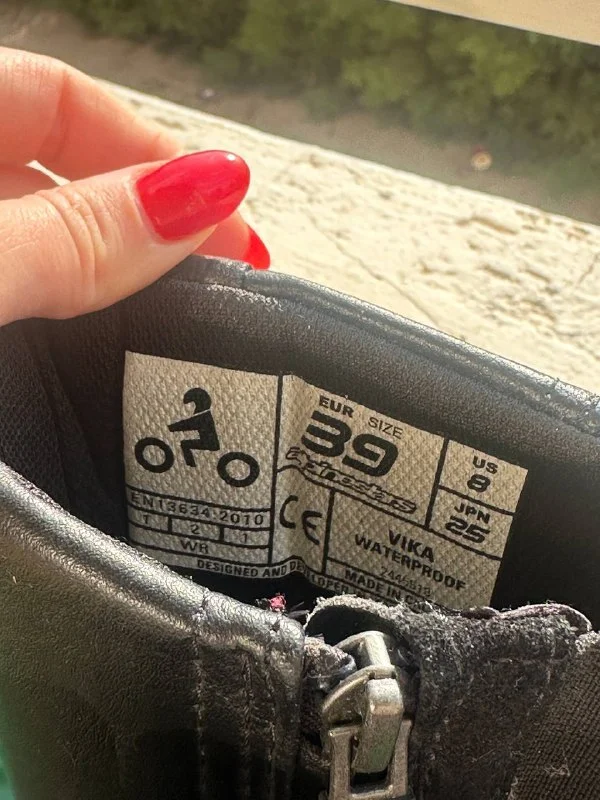 EUR SIZE
39
alpinestars
US
8
JPN
25
EN13634:2010
1 2 1
WR
CE
VIKA
WATERPROOF
DESIGNED AND
MADE IN